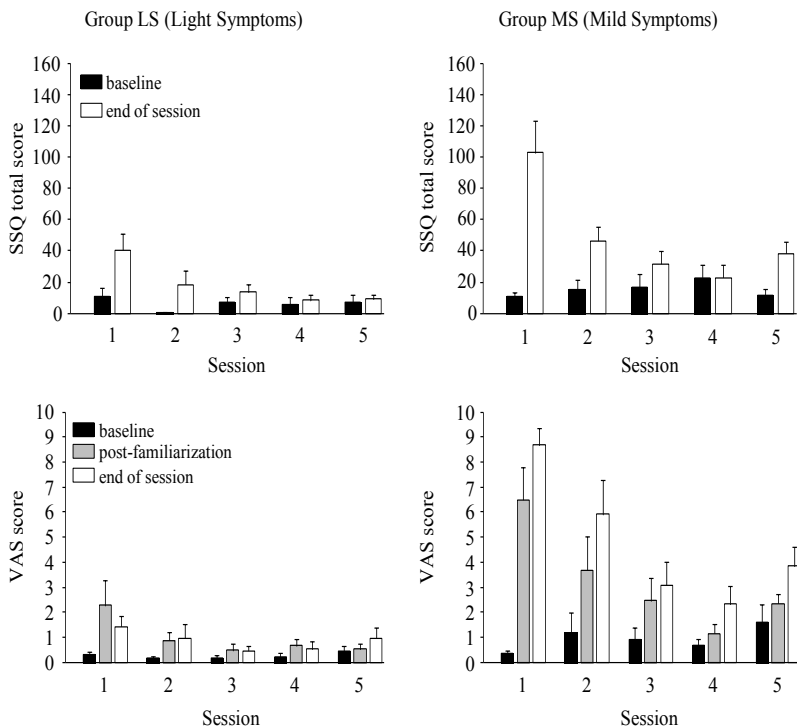 Group LS (Light Symptoms)
Group MS (Mild Symptoms)
SSQ total score
160
140
120
100
80
60
40
20
0
baseline
end of session
1 2 3 4 5
Session
SSQ total score
160
140
120
100
80
60
40
20
0
1 2 3 4 5
Session
VAS score
10
9
8
7
6
5
4
3
2
1
0
baseline
post-familiarization
end of session
1 2 3 4 5
Session
VAS score
10
9
8
7
6
5
4
3
2
1
0
1 2 3 4 5
Session